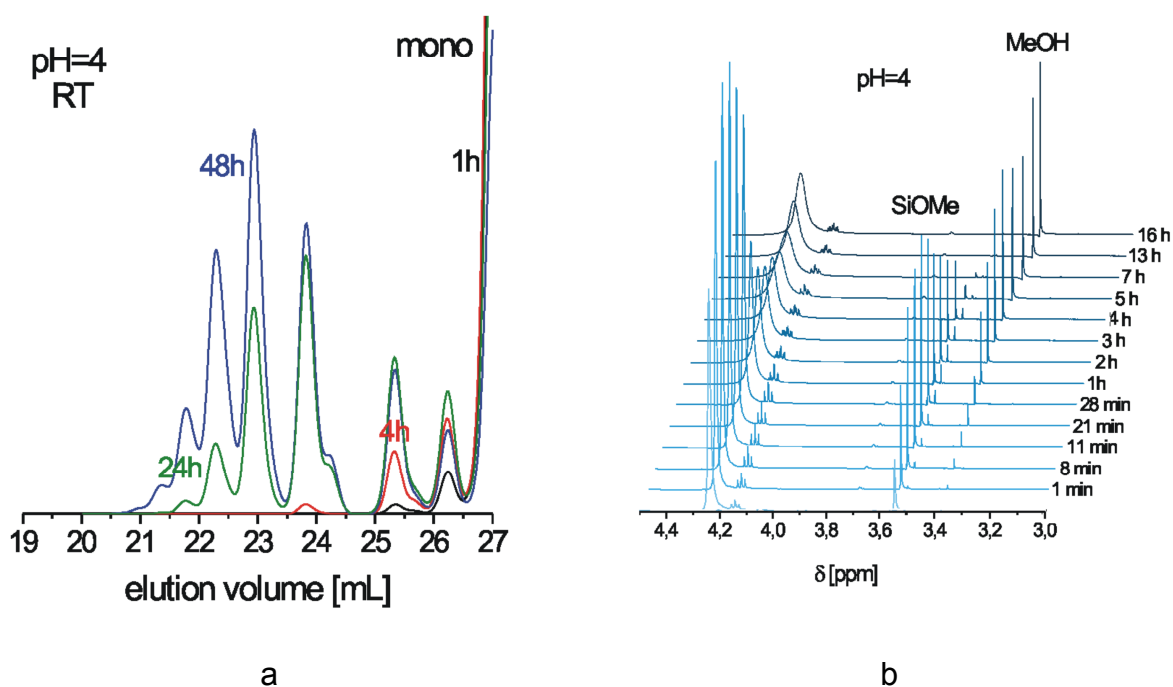 pH=4
RT
mono
1h
48h
24h
4h
19 20 21 22 23 24 25 26 27
elution volume [mL]
a
MeOH
pH=4
SiOMe
16 h
13 h
7 h
5 h
4 h
3 h
2 h
1h
28 min
21 min
11 min
8 min
1 min
4,4 4,2 4,0 3,8 3,6 3,4 3,2 3,0
δ [ppm]
b